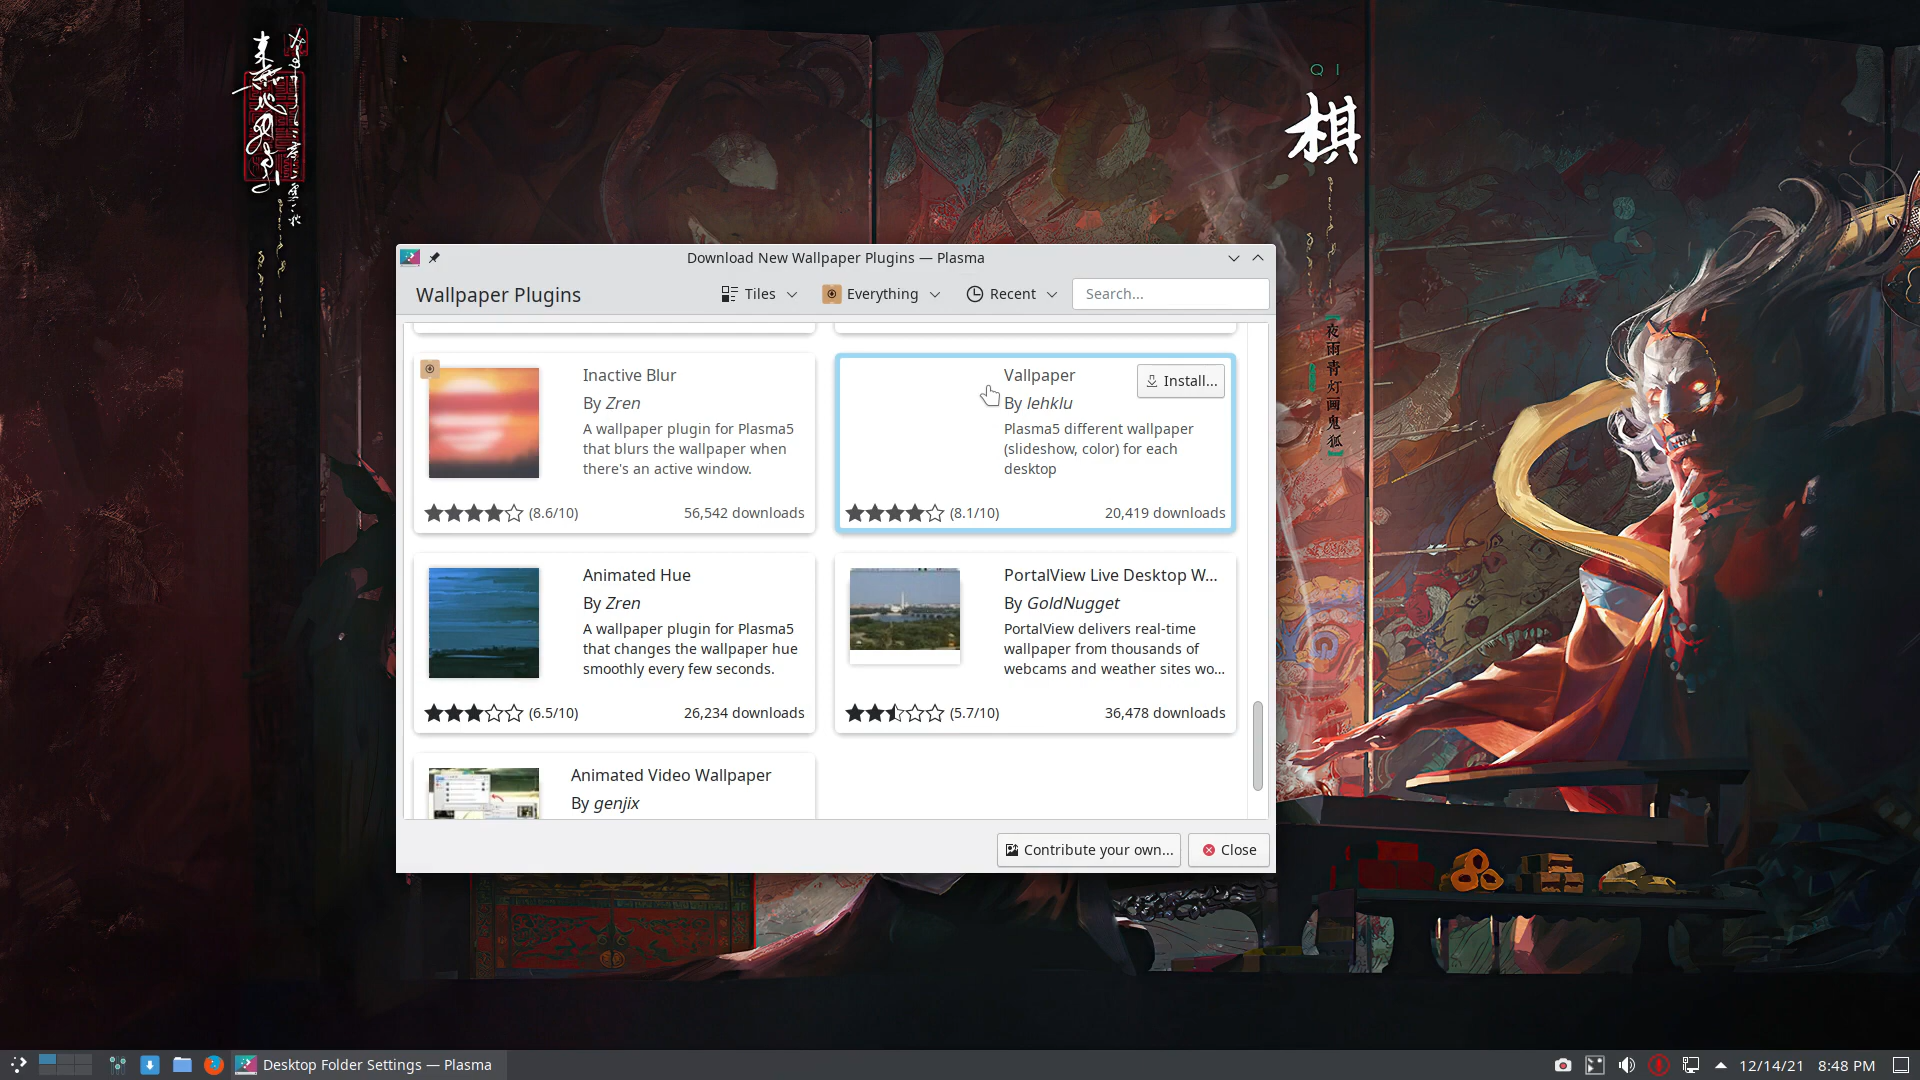 QI
棋
夜雨青灯画鬼狐
Download New Wallpaper Plugins — Plasma
Wallpaper Plugins
Tiles
Everything
Recent
Search...
Inactive Blur
By Zren
A wallpaper plugin for Plasma5
that blurs the wallpaper when
there's an active window.
(8.6/10)
56,542 downloads
Vallpaper
Install...
By lehklu
Plasma5 different wallpaper
(slideshow, color) for each
desktop
(8.1/10)
20,419 downloads
Animated Hue
By Zren
A wallpaper plugin for Plasma5
that changes the wallpaper hue
smoothly every few seconds.
(6.5/10)
26,234 downloads
PortalView Live Desktop W...
By GoldNugget
PortalView delivers real-time
wallpaper from thousands of
webcams and weather sites wo...
(5.7/10)
36,478 downloads
Animated Video Wallpaper
By genjix
Contribute your own...
Close
Desktop Folder Settings — Plasma
12/14/21
8:48 PM